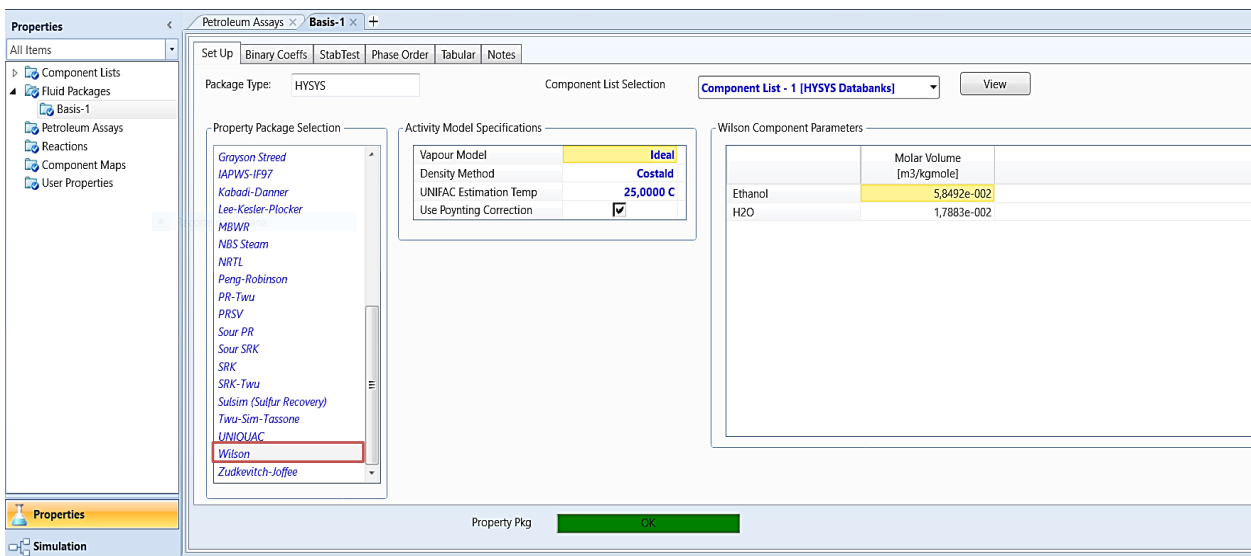 Properties <
All Items
Component Lists
Fluid Packages
Basis-1
Petroleum Assays
Reactions
Component Maps
User Properties
Properties
Simulation
Petroleum Assays × Basis-1 × +
Set Up Binary Coeffs StabTest Phase Order Tabular Notes
Package Type: HYSYS Component List Selection Component List - 1 [HYSYS Databanks] View
Property Package Selection
Grayson Streed
IAPWS-IF97
Kabadi-Danner
Lee-Kesler-Plocker
MBWR
NBS Steam
NRTL
Peng-Robinson
PR-Twu
PRSV
Sour PR
Sour SRK
SRK
SRK-Twu
Sulsim (Sulfur Recovery)
Twu-Sim-Tassone
UNIQUAC
Wilson
Zudkevitch-Joffee
Activity Model Specifications
Vapour Model Ideal
Density Method Costald
UNIFAC Estimation Temp 25,0000 C
Use Poynting Correction
Wilson Component Parameters
Molar Volume
[m3/kgmole]
Ethanol 5,8492e-002
H2O 1,7883e-002
Property Pkg OK